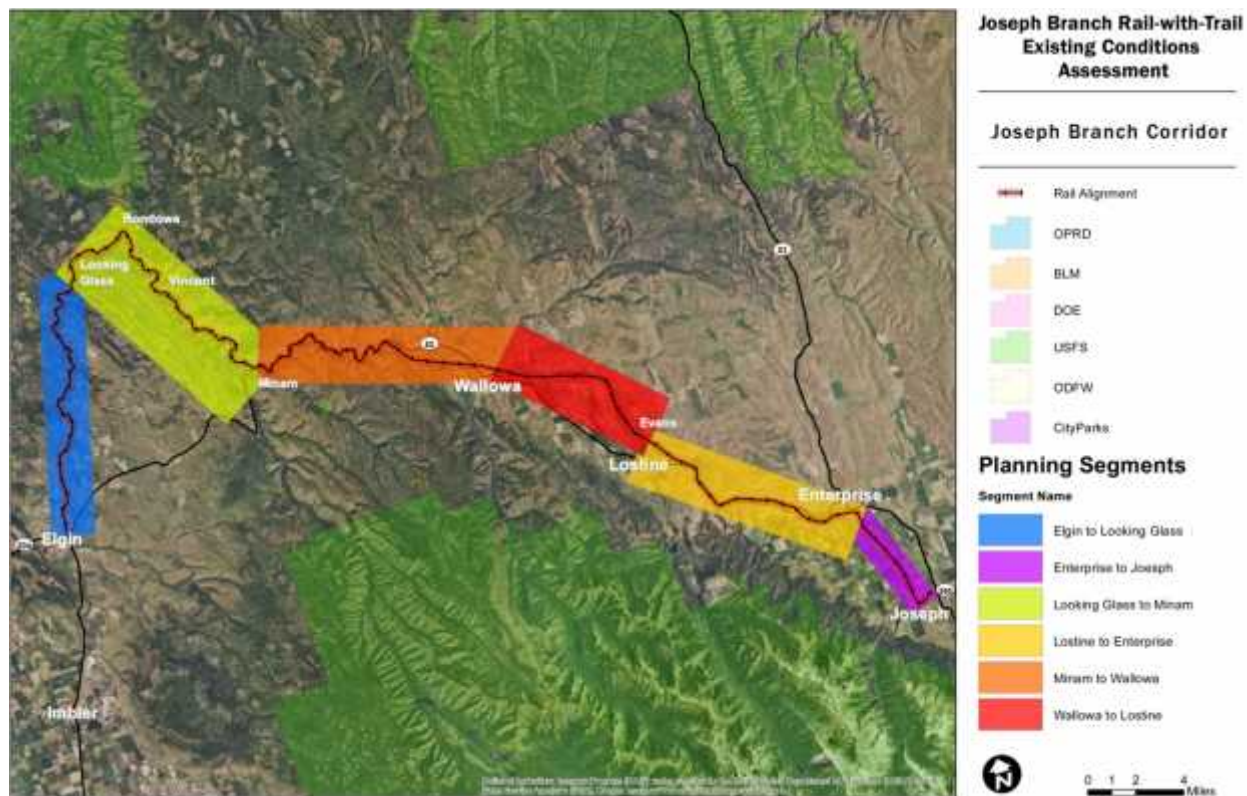 Joseph Branch Rail-with-Trail
Existing Conditions
Assessment
Joseph Branch Corridor
Rail Alignment
OPRD
BLM
DOE
USFS
ODFW
CityParks
Planning Segments
Segment Name
Elgin to Looking Glass
Enterprise to Joesph
Looking Glass to Minam
Lostine to Enterprise
Minam to Wallowa
Wallowa to Lostine
N
0 1 2 4
Miles
Rondowa
Looking
Glass
Vincent
Minam
82
Wallowa
Evans
Lostine
Enterprise
Elgin
Joseph
Imbler